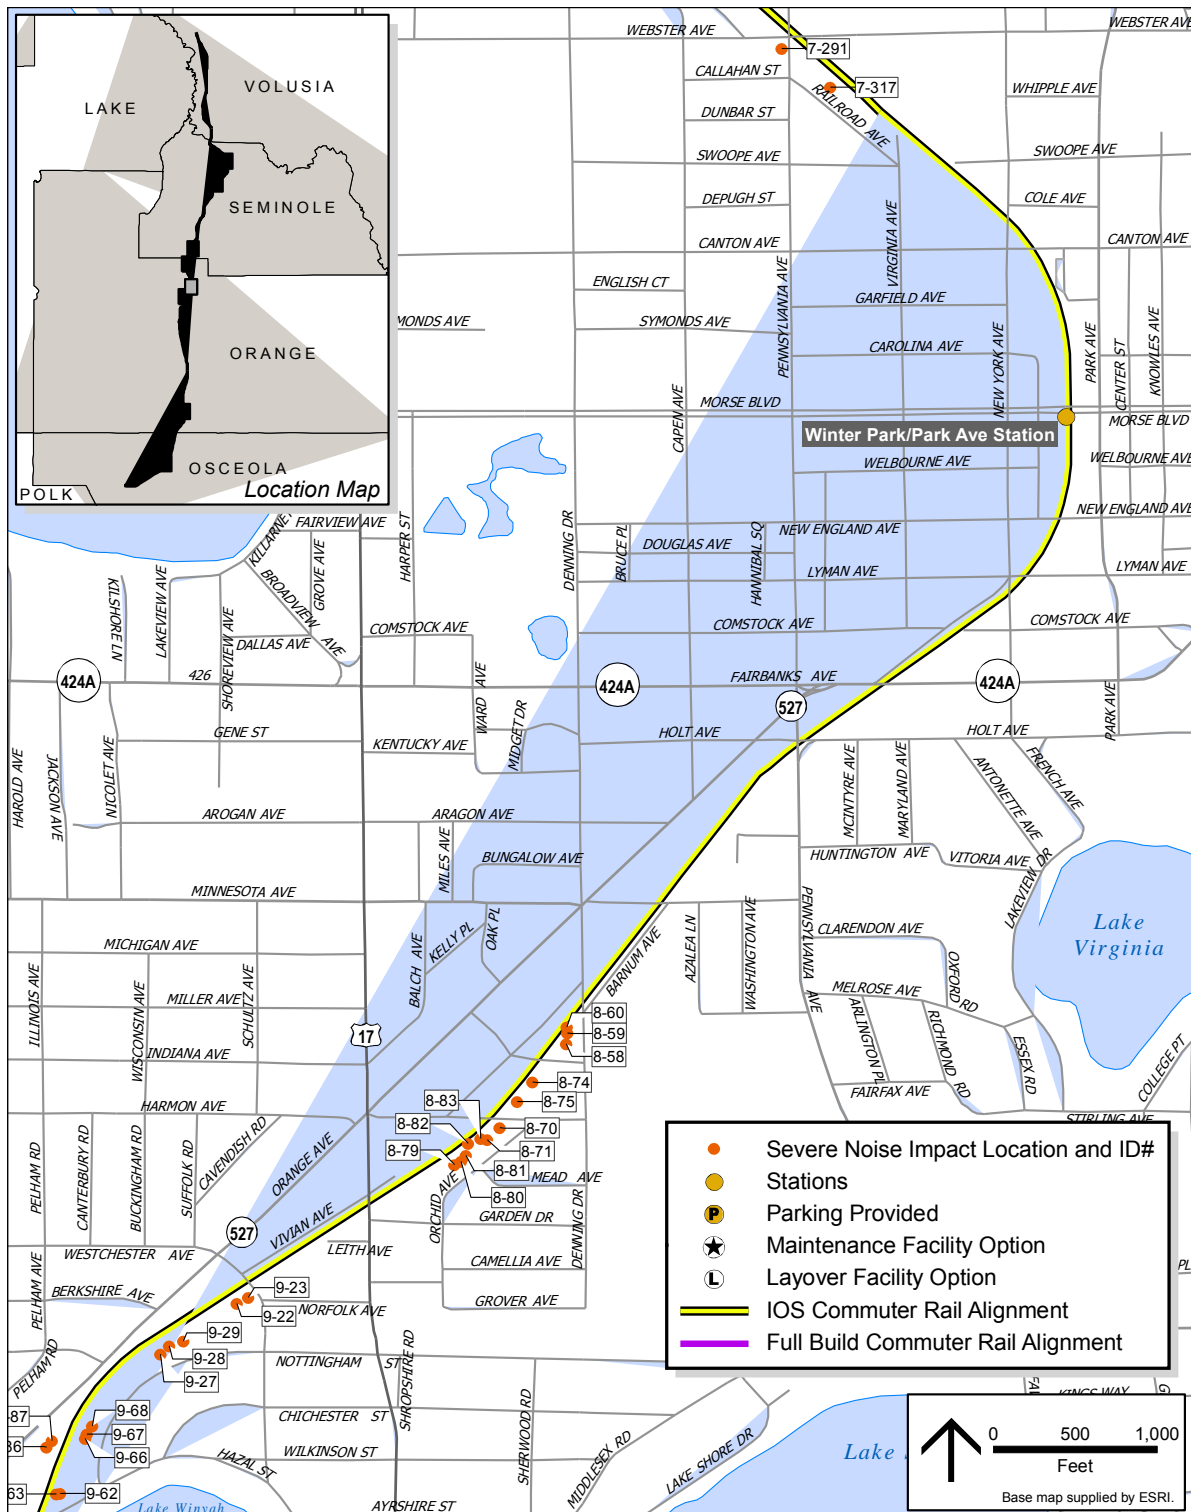 WEBSTER AVE
WEBSTER AVE
7-291
CALLAHAN ST
7-317
WHIPPLE AVE
RAILROAD AVE
DUNBAR ST
SWOOPE AVE
SWOOPE AVE
DEPUGH ST
COLE AVE
CANTON AVE
CANTON AVE
VIRGINIA AVE
PENNSYLVANIA AVE
ENGLISH CT
GARFIELD AVE
MONDS AVE
SYMONDS AVE
CAROLINA AVE
NEW YORK AVE
PARK AVE
CENTER ST
KNOWLES AVE
CAPEN AVE
MORSE BLVD
MORSE BLVD
Winter Park/Park Ave Station
WELBOURNE AVE
WELBOURNE AVE
LAKE
VOLUSIA
SEMINOLE
ORANGE
OSCEOLA
POLK
Location Map
KILLARNEY
FAIRVIEW AVE
HARPER ST
DENNING DR
BRUCE PL
DOUGLAS AVE
HANNIBAL SQ
NEW ENGLAND AVE
NEW ENGLAND AVE
LYMAN AVE
LYMAN AVE
KILSHORE LN
LAKEVIEW AVE
SHOREVIEW AVE
BROADVIEW AVE
GROVE AVE
DALLAS AVE
COMSTOCK AVE
COMSTOCK AVE
COMSTOCK AVE
424A
426
424A
FAIRBANKS AVE
424A
527
WARD AVE
MIDGET DR
GENE ST
KENTUCKY AVE
HOLT AVE
HOLT AVE
PARK AVE
HAROLD AVE
JACKSON AVE
NICOLET AVE
MCINTYRE AVE
MARYLAND AVE
ANTONETTE AVE
FRENCH AVE
AROGAN AVE
ARAGON AVE
MILES AVE
BUNGALOW AVE
HUNTINGTON AVE
VITORIA AVE
LAKEVIEW DR
MINNESOTA AVE
MICHIGAN AVE
BALCH AVE
KELLY PL
OAK PL
BARNUM AVE
AZALEA LN
WASHINGTON AVE
PENNSYLVANIA AVE
CLARENDON AVE
OXFORD RD
Lake
Virginia
ILLINOIS AVE
MILLER AVE
WISCONSIN AVE
SCHULTZ AVE
MELROSE AVE
ARLINGTON PL
RICHMOND RD
ESSEX RD
COLLEGE PT
17
INDIANA AVE
8-60
8-59
8-58
8-74
8-75
FAIRFAX AVE
STIRLING AVE
HARMON AVE
8-83
8-82
8-70
8-79
8-71
8-81
8-80
MEAD AVE
PELHAM RD
CANTERBURY RD
BUCKINGHAM RD
SUFFOLK RD
CAVENDISH RD
ORANGE AVE
ORCHID AVE
GARDEN DR
DENNING DR
527
VIVIAN AVE
WESTCHESTER AVE
LEITH AVE
CAMELLIA AVE
PELHAM AVE
BERKSHIRE AVE
9-23
9-22
NORFOLK AVE
GROVER AVE
9-29
9-28
9-27
NOTTINGHAM ST
SHROPSHIRE RD
PELHAM RD
9-68
9-67
9-66
CHICHESTER ST
HAZAL ST
WILKINSON ST
SHERWOOD RD
MIDDLESEX RD
LAKE SHORE DR
-87
36
63
9-62
Lake Winyah
AYRSHIRE ST
Severe Noise Impact Location and ID#
Stations
P
Parking Provided
Maintenance Facility Option
L
Layover Facility Option
IOS Commuter Rail Alignment
Full Build Commuter Rail Alignment
PL
KINGS WAY
G
Lake
0 500 1,000
Feet
Base map supplied by ESRI.